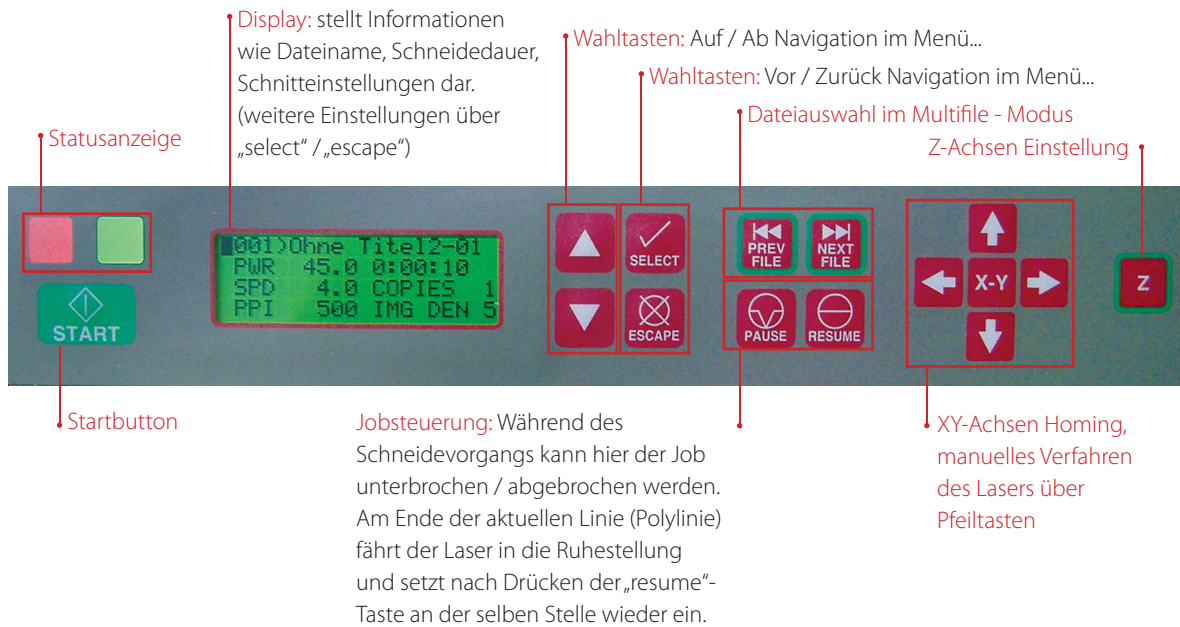 Display: stellt Informationen
wie Dateiname, Schneidedauer,
Schnitteinstellungen dar.
(weitere Einstellungen über
„select“ /„escape“)
Wahltasten: Auf / Ab Navigation im Menü...
Wahltasten: Vor / Zurück Navigation im Menü...
Dateiauswahl im Multifile - Modus
Z-Achsen Einstellung
Statusanzeige
001)Ohne Titel2-01
PWR 45.0 0:00:10
SPD 4.0 COPIES 1
PPI 500 IMG DEN 5
START
SELECT
ESCAPE
PREV
FILE
NEXT
FILE
PAUSE
RESUME
X-Y
Z
Startbutton
Jobsteuerung: Während des
Schneidevorgangs kann hier der Job
unterbrochen / abgebrochen werden.
Am Ende der aktuellen Linie (Polylinie)
fährt der Laser in die Ruhestellung
und setzt nach Drücken der „resume“-
Taste an der selben Stelle wieder ein.
XY-Achsen Homing,
manuelles Verfahren
des Lasers über
Pfeiltasten